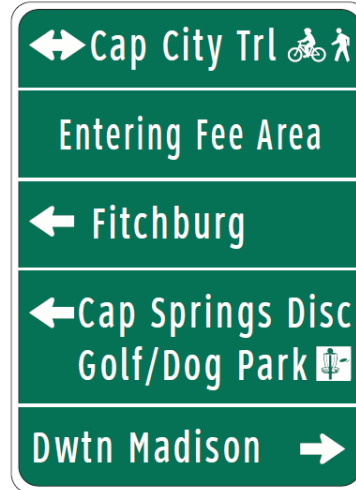 Cap City Trl
Entering Fee Area
Fitchburg
Cap Springs Disc
Golf/Dog Park
Dwtn Madison